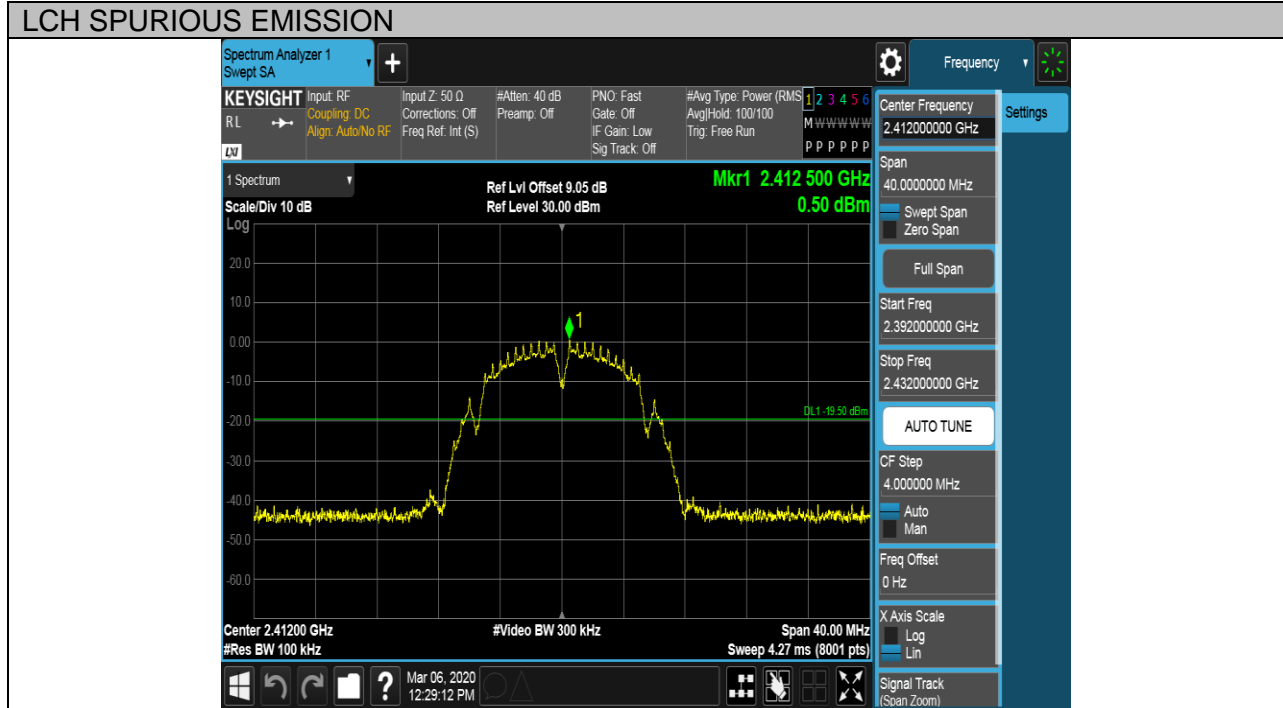 LCH SPURIOUS EMISSION
Spectrum Analyzer 1
Swept SA
+
Frequency
KEYSIGHT
RL
LXI
Input: RF
Coupling: DC
Align: Auto/No RF
Input Z: 50 Ω
Corrections: Off
Freq Ref: Int (S)
#Atten: 40 dB
Preamp: Off
PNO: Fast
Gate: Off
IF Gain: Low
Sig Track: Off
#Avg Type: Power (RMS
Avg|Hold: 100/100
Trig: Free Run
1 2 3 4 5 6
M W W W W W
P P P P P P
1 Spectrum
Scale/Div 10 dB
Ref Lvl Offset 9.05 dB
Ref Level 30.00 dBm
Mkr1 2.412 500 GHz
0.50 dBm
Log
20.0
10.0
0.00
-10.0
-20.0
-30.0
-40.0
-50.0
-60.0
1
DL1 -19.50 dBm
Center 2.41200 GHz
#Res BW 100 kHz
#Video BW 300 kHz
Span 40.00 MHz
Sweep 4.27 ms (8001 pts)
?
Mar 06, 2020
12:29:12 PM
Center Frequency
2.412000000 GHz
Settings
Span
40.0000000 MHz
Swept Span
Zero Span
Full Span
Start Freq
2.392000000 GHz
Stop Freq
2.432000000 GHz
AUTO TUNE
CF Step
4.000000 MHz
Auto
Man
Freq Offset
0 Hz
X Axis Scale
Log
Lin
Signal Track
(Span Zoom)